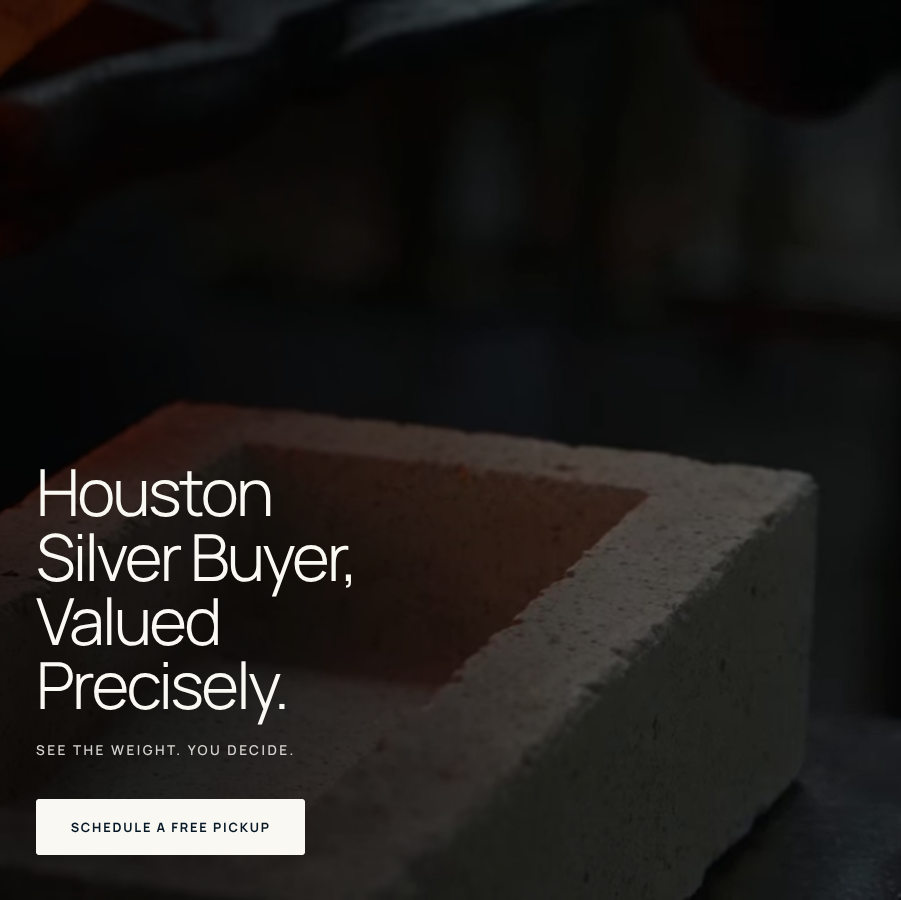 Houston
Silver Buyer,
Valued
Precisely.
SEE THE WEIGHT. YOU DECIDE.
SCHEDULE A FREE PICKUP